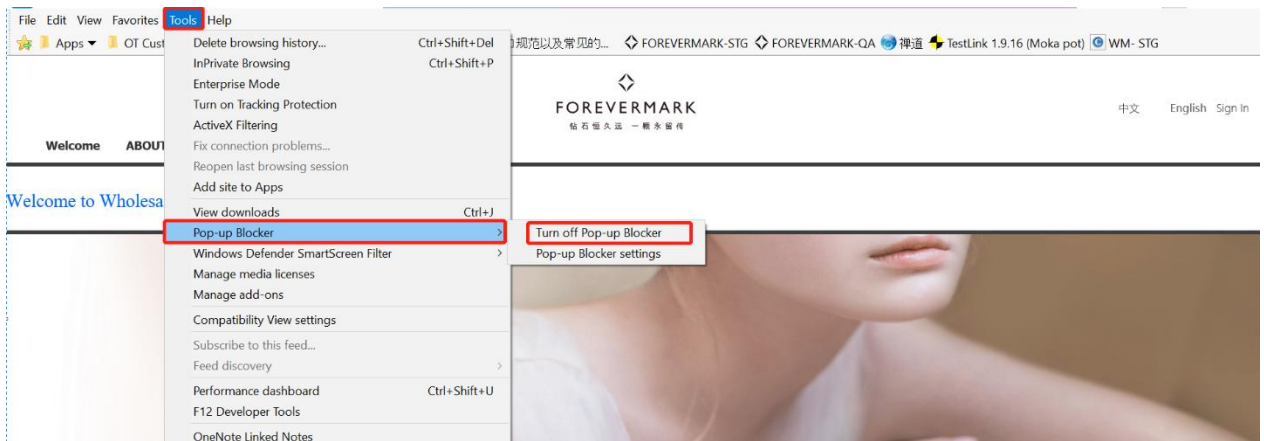 File Edit View Favorites Tools Help
Apps OT Cust 规范以及常见的... FOREVERMARK-STG FOREVERMARK-QA 禅道 TestLink 1.9.16 (Moka pot) WM- STG
Delete browsing history... Ctrl+Shift+Del
InPrivate Browsing Ctrl+Shift+P
Enterprise Mode
Turn on Tracking Protection
ActiveX Filtering
Fix connection problems...
Reopen last browsing session
Add site to Apps
View downloads Ctrl+J
Pop-up Blocker
Windows Defender SmartScreen Filter
Manage media licenses
Manage add-ons
Compatibility View settings
Subscribe to this feed...
Feed discovery
Performance dashboard Ctrl+Shift+U
F12 Developer Tools
OneNote Linked Notes
Turn off Pop-up Blocker
Pop-up Blocker settings
FOREVERMARK
钻石恒久远 一颗永留传
中文 English Sign In
Welcome ABOUT
Welcome to Wholesa